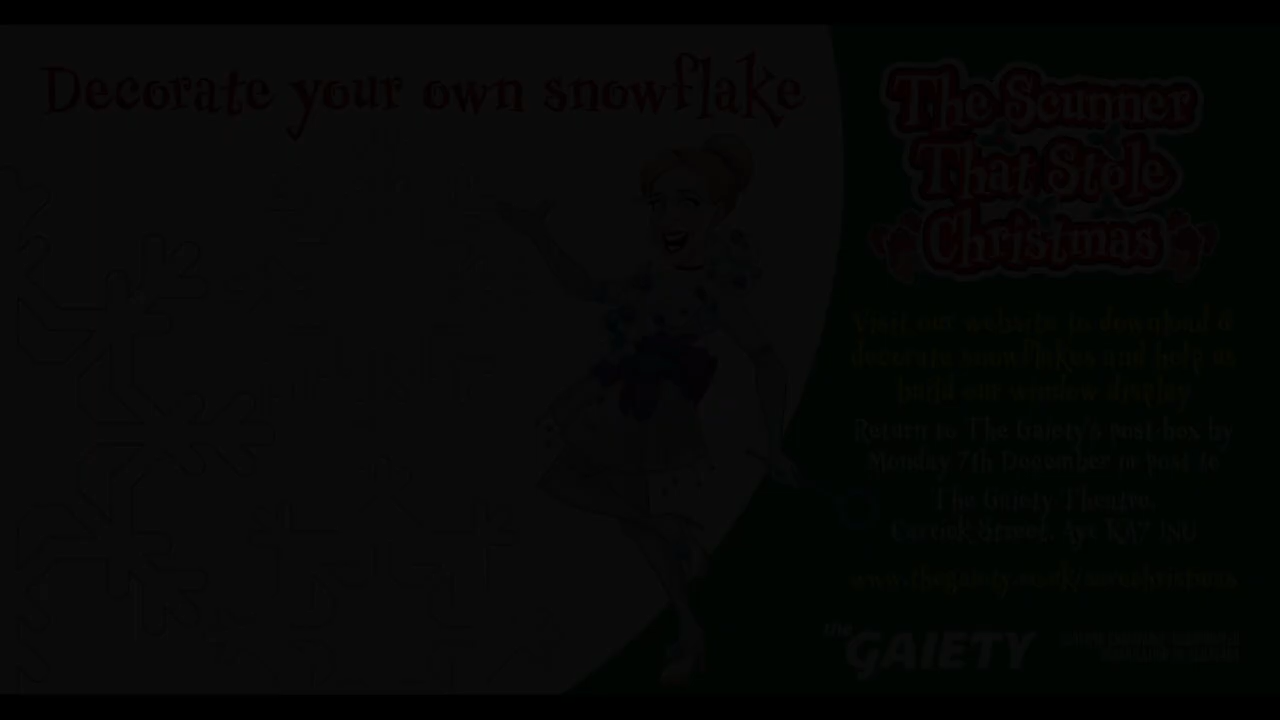 Decorate your own snowflake
The Scunner
That Stole
Christmas
Visit our website to download &
decorate snowflakes and help us
build our window display
Return to The Gaiety's post box by
Monday 7th December or post to
The Gaiety Theatre,
Carrick Street, Ayr KA7 1NU
the
GAIETY